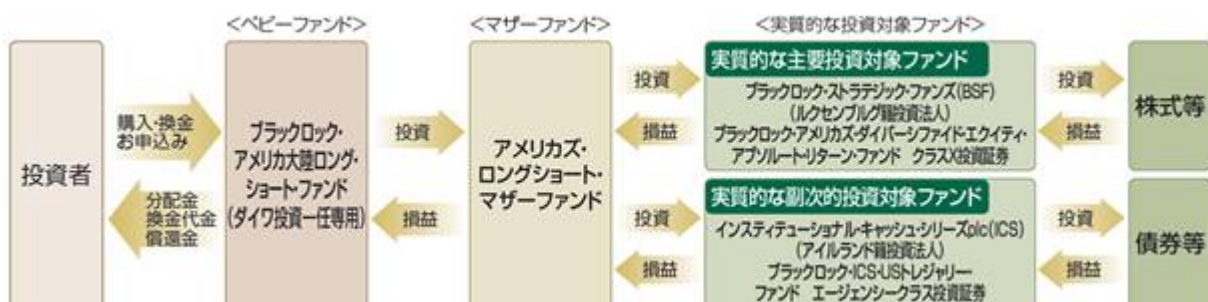 <ベビーファンド>
<マザーファンド>
<実質的な投資対象ファンド>
投資者
購入・換金
お申込み
分配金
換金代金
償還金
ブラックロック・
アメリカ大陸ロング・
ショート・ファンド
(ダイワ投資一任専用)
投資
損益
アメリカズ・
ロングショート・
マザーファンド
投資
損益
実質的な主要投資対象ファンド
ブラックロック・ストラテジック・ファンズ(BSF)
(ルクセンブルグ籍投資法人)
ブラックロック・アメリカズ・ダイバーシファイド・エクイティ・
アブソルート・リターン・ファンド クラスX投資証券
投資
損益
株式等
投資
損益
実質的な副次的投資対象ファンド
インスティテューショナル・キャッシュ・シリーズplc(ICS)
(アイルランド籍投資法人)
ブラックロック・ICS・USトレジャリー・
ファンド エージェンシークラス投資証券
投資
損益
債券等